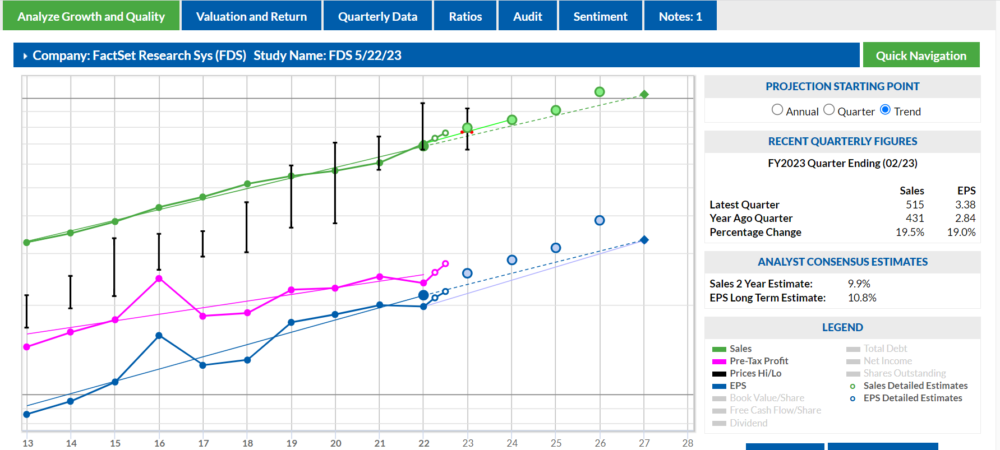 Analyze Growth and Quality Valuation and Return Quarterly Data Ratios Audit Sentiment Notes: 1
Company: FactSet Research Sys (FDS) Study Name: FDS 5/22/23 Quick Navigation
PROJECTION STARTING POINT
Annual Quarter Trend
RECENT QUARTERLY FIGURES
FY2023 Quarter Ending (02/23)
Sales EPS
Latest Quarter 515 3.38
Year Ago Quarter 431 2.84
Percentage Change 19.5% 19.0%
ANALYST CONSENSUS ESTIMATES
Sales 2 Year Estimate: 9.9%
EPS Long Term Estimate: 10.8%
LEGEND
Sales Total Debt
Pre-Tax Profit Net Income
Prices Hi/Lo Shares Outstanding
EPS Sales Detailed Estimates
Book Value/Share EPS Detailed Estimates
Free Cash Flow/Share
Dividend
13 14 15 16 17 18 19 20 21 22 23 24 25 26 27 28